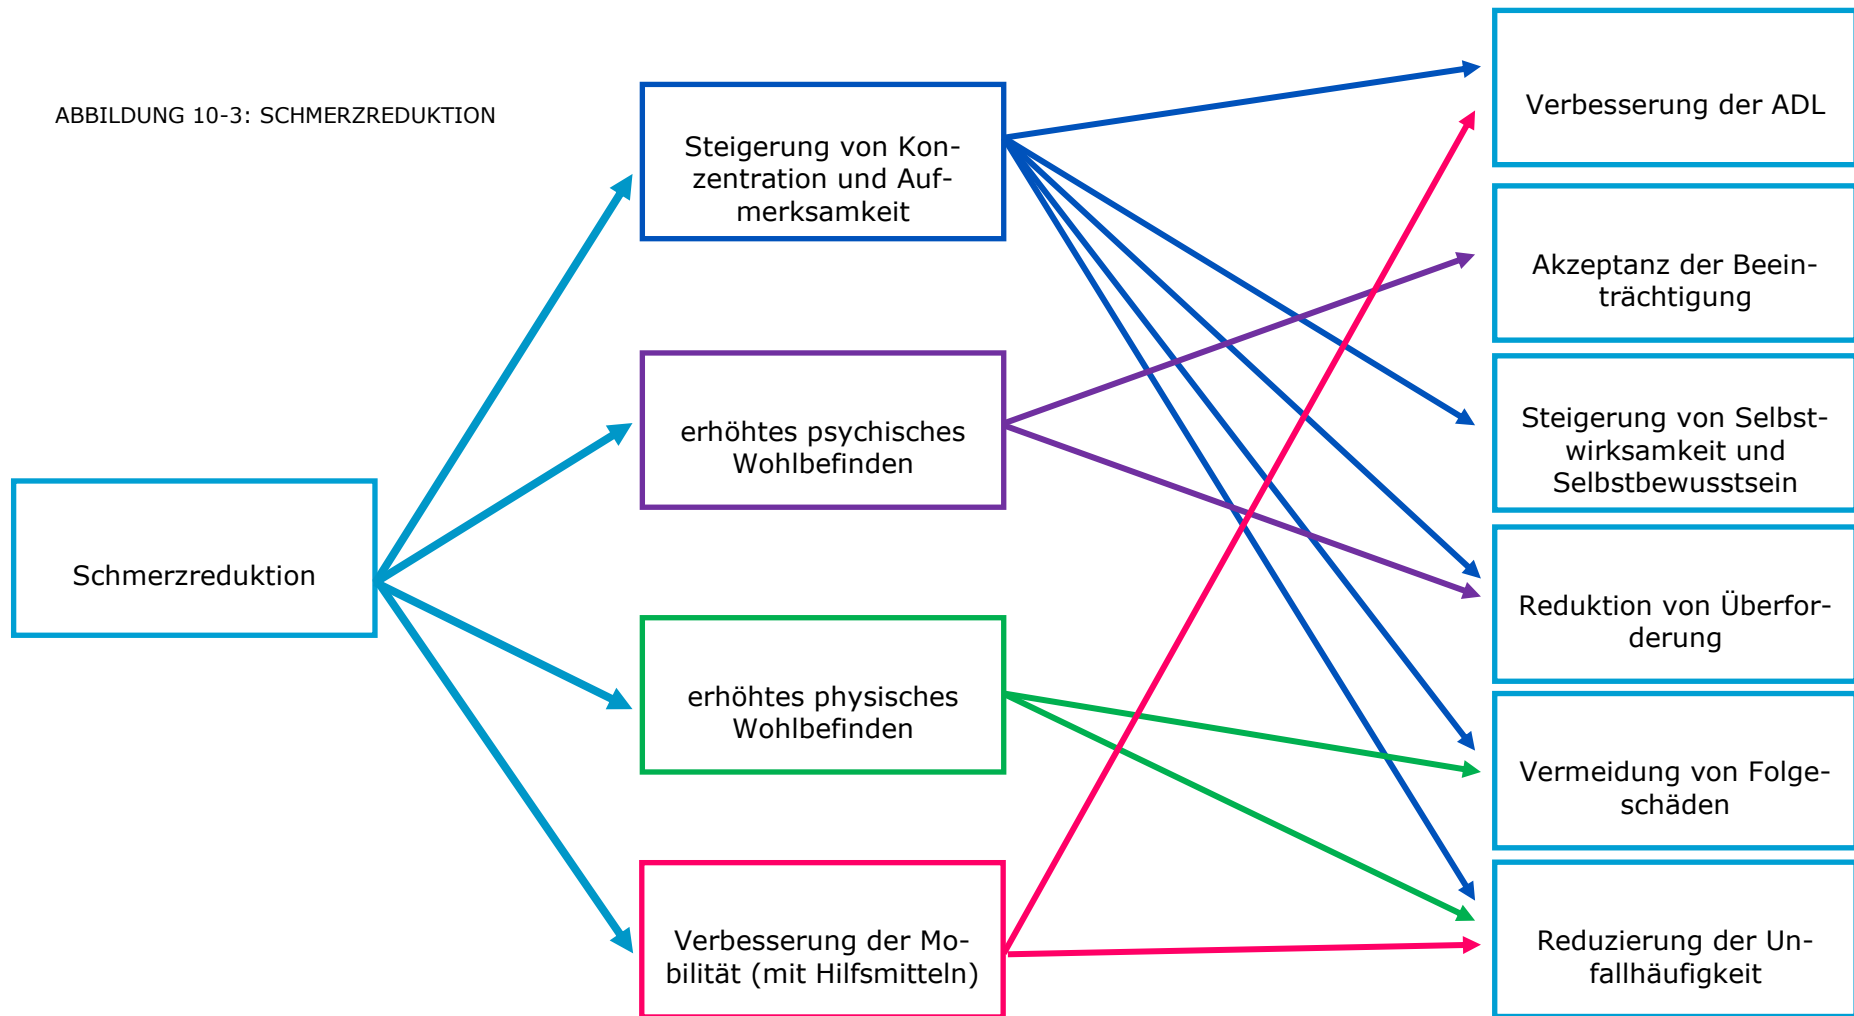 ABBILDUNG 10-3: SCHMERZREDUKTION
Schmerzreduktion
Steigerung von Kon-
zentration und Auf-
merksamkeit
erhöhtes psychisches
Wohlbefinden
erhöhtes physisches
Wohlbefinden
Verbesserung der Mo-
bilität (mit Hilfsmitteln)
Verbesserung der ADL
Akzeptanz der Beein-
trächtigung
Steigerung von Selbst-
wirksamkeit und
Selbstbewusstsein
Reduktion von Überfor-
derung
Vermeidung von Folge-
schäden
Reduzierung der Un-
fallhäufigkeit